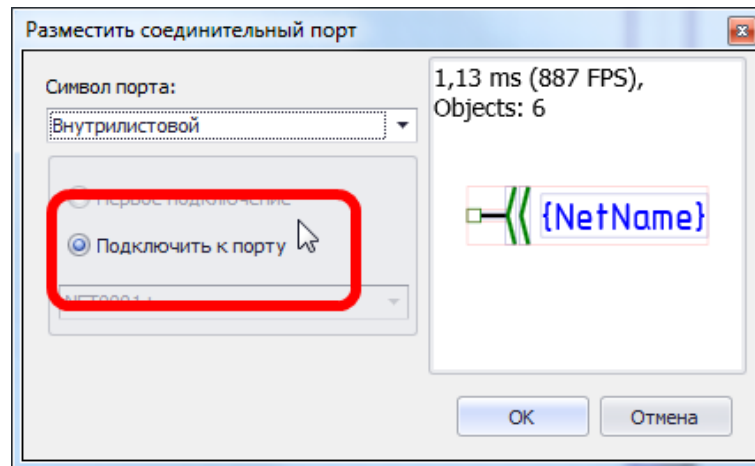 Разместить соединительный порт
Символ порта:
Внутрилистовой
Первое подключение
Подключить к порту
1,13 ms (887 FPS),
Objects: 6
{NetName}
OK
Отмена